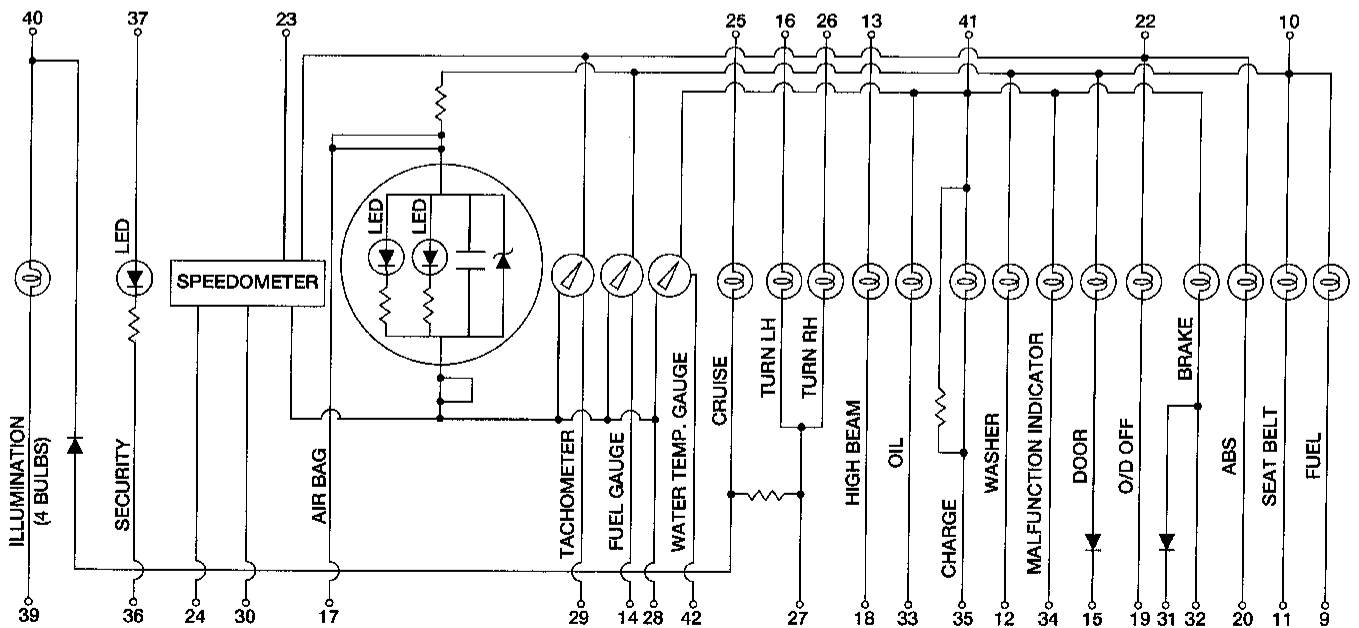 40 37 23 25 16 26 13 41 22 10
LED
LED
LED
SPEEDOMETER
ILLUMINATION
(4 BULBS)
SECURITY
AIR BAG
TACHOMETER
FUEL GAUGE
WATER TEMP. GAUGE
CRUISE
TURN LH
TURN RH
HIGH BEAM
OIL
CHARGE
WASHER
MALFUNCTION INDICATOR
DOOR
O/D OFF
BRAKE
ABS
SEAT BELT
FUEL
39 36 24 30 17 29 14 28 42 27 18 33 35 12 34 15 19 31 32 20 11 9